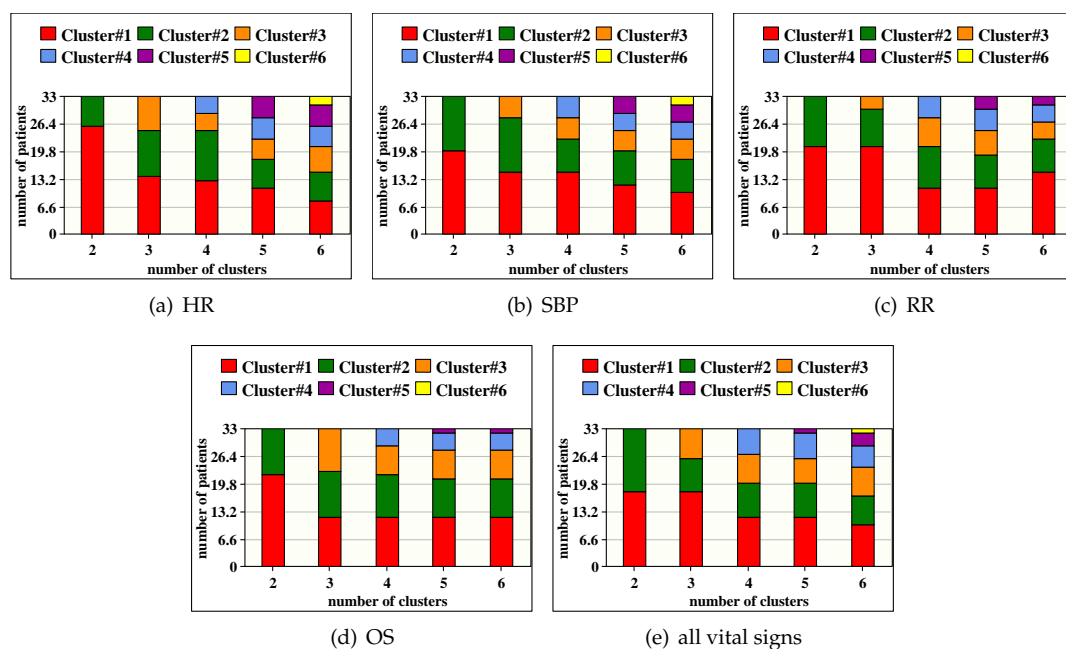 Cluster#1 Cluster#2 Cluster#3
Cluster#4 Cluster#5 Cluster#6
number of patients
33
26.4
19.8
13.2
6.6
0
2 3 4 5 6
number of clusters
(a) HR
Cluster#1 Cluster#2 Cluster#3
Cluster#4 Cluster#5 Cluster#6
number of patients
33
26.4
19.8
13.2
6.6
0
2 3 4 5 6
number of clusters
(b) SBP
Cluster#1 Cluster#2 Cluster#3
Cluster#4 Cluster#5 Cluster#6
number of patients
33
26.4
19.8
13.2
6.6
0
2 3 4 5 6
number of clusters
(c) RR
Cluster#1 Cluster#2 Cluster#3
Cluster#4 Cluster#5 Cluster#6
number of patients
33
26.4
19.8
13.2
6.6
0
2 3 4 5 6
number of clusters
(d) OS
Cluster#1 Cluster#2 Cluster#3
Cluster#4 Cluster#5 Cluster#6
number of patients
33
26.4
19.8
13.2
6.6
0
2 3 4 5 6
number of clusters
(e) all vital signs